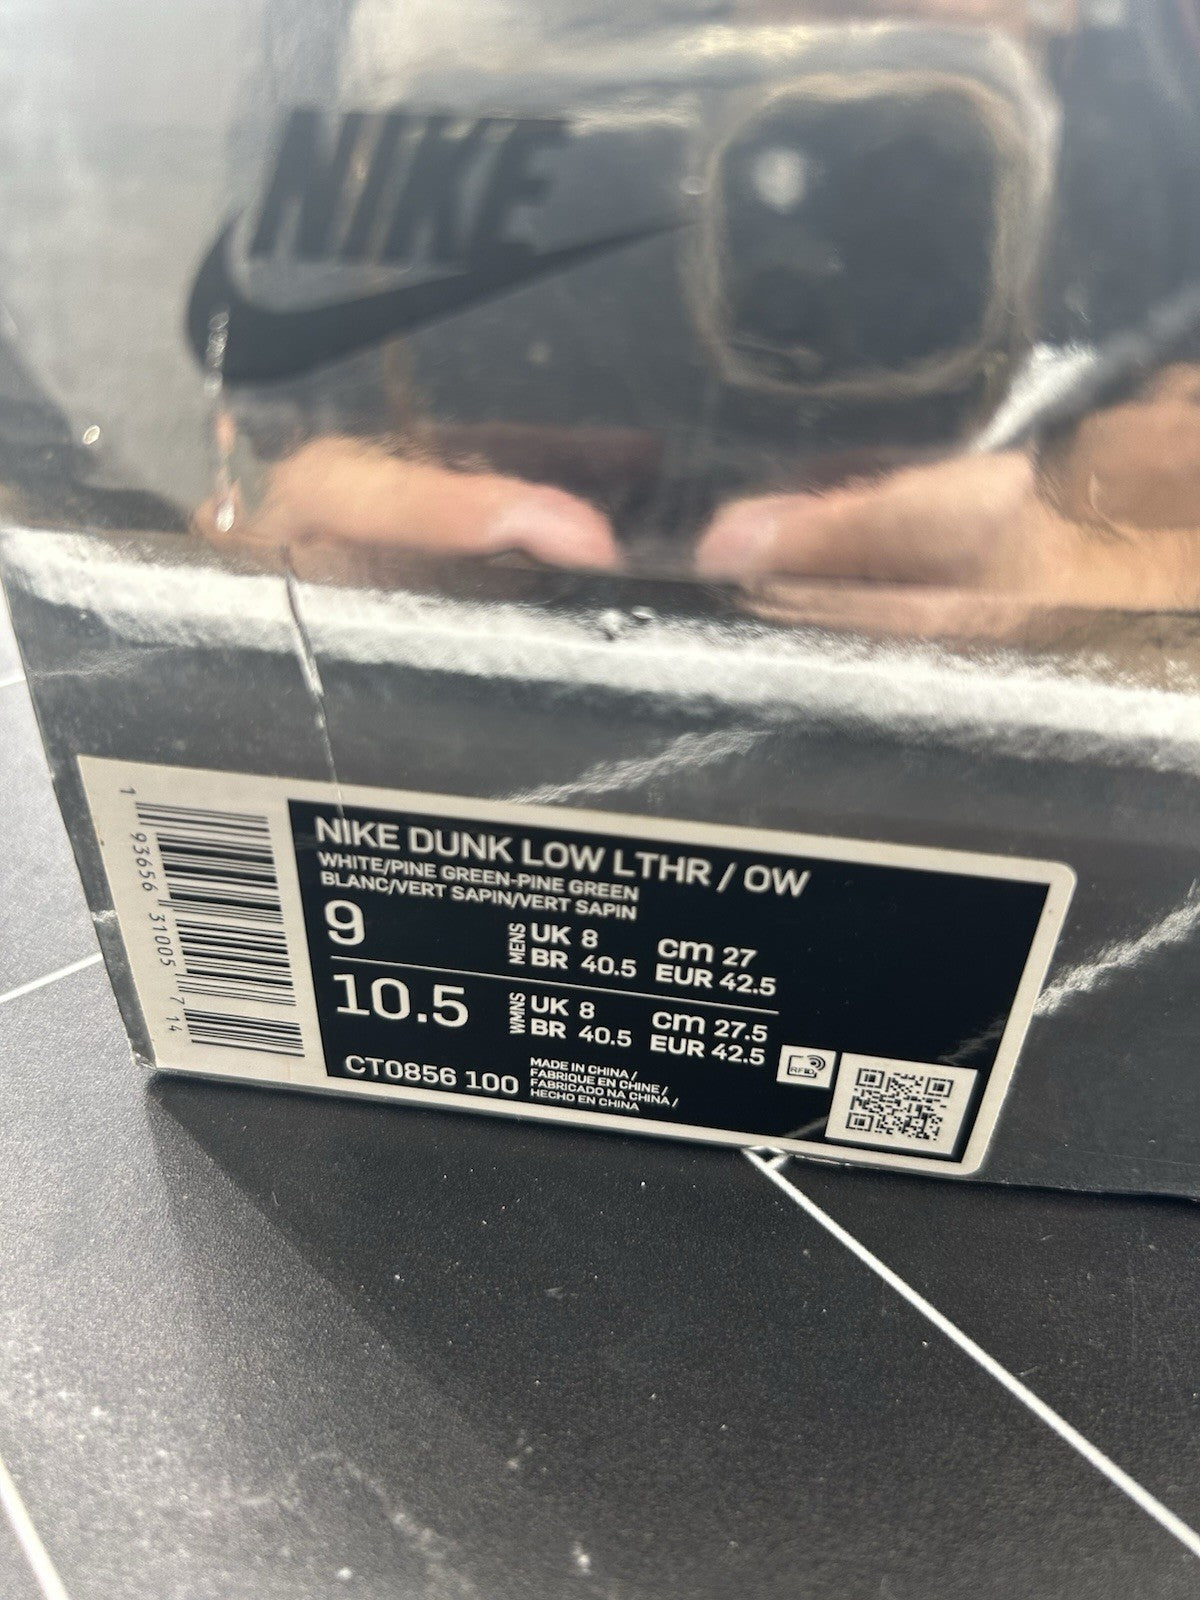 NIKE
1 93656 31005 7 14
NIKE DUNK LOW LTHR / OW
WHITE/PINE GREEN-PINE GREEN
BLANC/VERT SAPIN/VERT SAPIN
9 MENS UK 8 cm 27
BR 40.5 EUR 42.5
10.5 WMNS UK 8 cm 27.5
BR 40.5 EUR 42.5
CT0856 100
MADE IN CHINA /
FABRIQUE EN CHINE /
FABRICADO NA CHINA /
HECHO EN CHINA
RFID